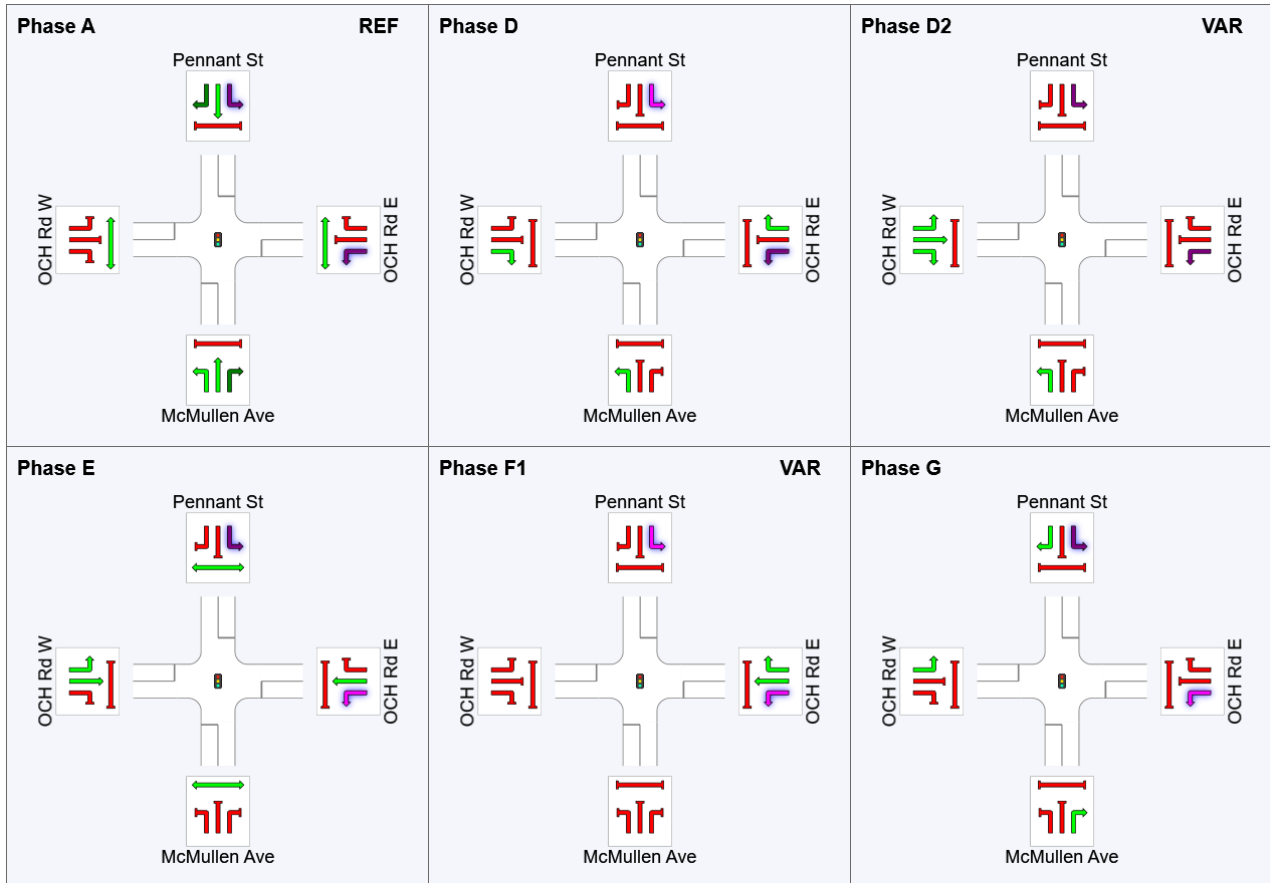 Phase A REF
Pennant St
OCH Rd W
OCH Rd E
McMullen Ave
Phase D
Pennant St
OCH Rd W
OCH Rd E
McMullen Ave
Phase D2 VAR
Pennant St
OCH Rd W
OCH Rd E
McMullen Ave
Phase E
Pennant St
OCH Rd W
OCH Rd E
McMullen Ave
Phase F1 VAR
Pennant St
OCH Rd W
OCH Rd E
McMullen Ave
Phase G
Pennant St
OCH Rd W
OCH Rd E
McMullen Ave